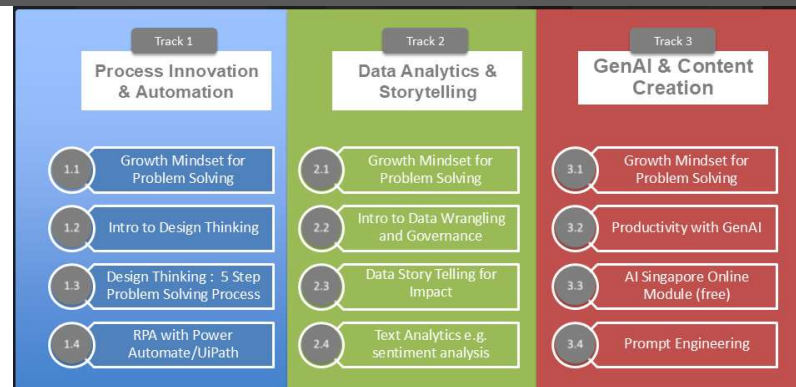 Track 1
Process Innovation
& Automation
1.1
Growth Mindset for
Problem Solving
1.2
Intro to Design Thinking
1.3
Design Thinking : 5 Step
Problem Solving Process
1.4
RPA with Power
Automate/UiPath
Track 2
Data Analytics &
Storytelling
2.1
Growth Mindset for
Problem Solving
2.2
Intro to Data Wrangling
and Governance
2.3
Data Story Telling for
Impact
2.4
Text Analytics e.g.
sentiment analysis
Track 3
GenAI & Content
Creation
3.1
Growth Mindset for
Problem Solving
3.2
Productivity with GenAI
3.3
AI Singapore Online
Module (free)
3.4
Prompt Engineering